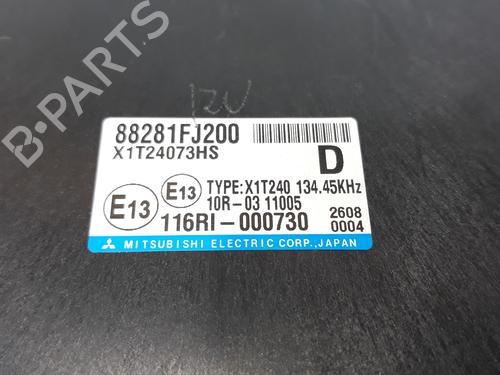 B-PARTS
88281FJ200
X1T24073HS
D
E13
E13
TYPE:X1T240 134.45KHz
10R-03 11005
116RI-000730
2608
0004
MITSUBISHI ELECTRIC CORP., JAPAN